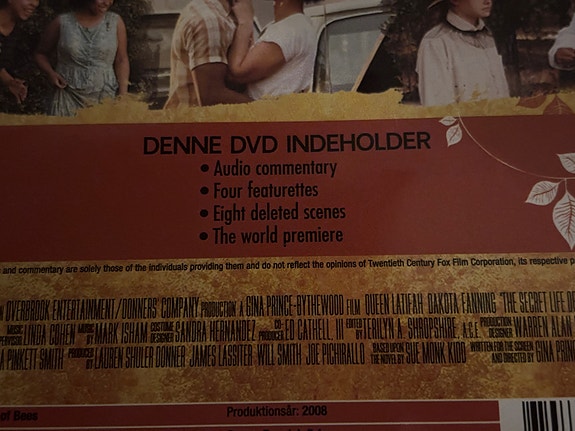 DENNE DVD INDEHOLDER
• Audio commentary
• Four featurettes
• Eight deleted scenes
• The world premiere
and commentary are solely those of the individuals providing them and do not reflect the opinions of Twentieth Century Fox Film Corporation, its respective
OVERBROOK ENTERTAINMENT/DONNERS' COMPANY PRODUCTION A GINA PRINCE-BYTHEWOOD FILM QUEEN LATIFAH DAKOTA FANNING "THE SECRET LIFE
MUSIC LINDA COHEN MUSIC BY MARK ISHAM COSTUME DESIGNER SANDRA HERNANDEZ CO-PRODUCER ED CATHELL, III EDITED BY TERILYN A. SHROPSHIRE, A.C.E. PRODUCTION DESIGNER WARREN ALAN
PINKETT SMITH PRODUCED BY LAUREN SHULER DONNER JAMES LASSITER WILL SMITH JOE PICHIRALLO BASED UPON THE NOVEL BY SUE MONK KIDD WRITTEN FOR THE SCREEN AND DIRECTED BY GINA
of Bees
Produktionsår: 2008